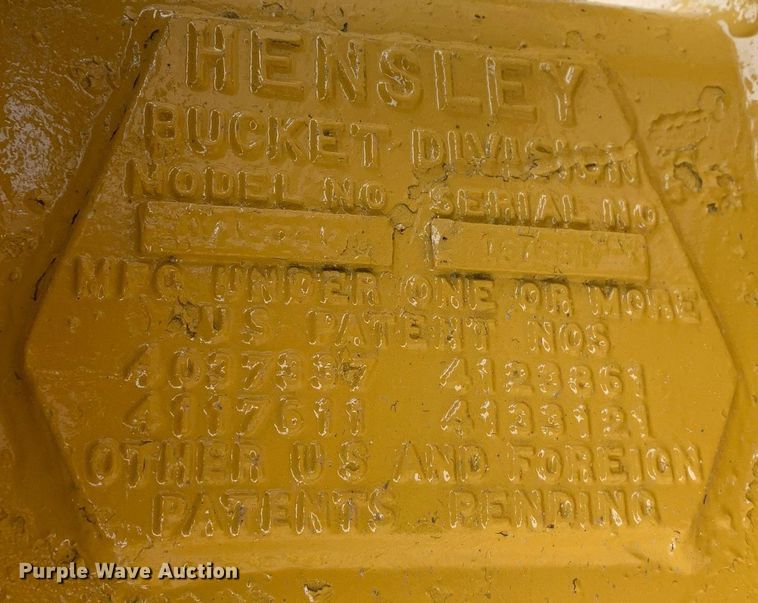 HENSLEY
BUCKET DIVISION
MODEL NO SERIAL NO
MFG UNDER ONE OR MORE
U S PATENT NOS
4037337 4123861
4117611 4133121
OTHER U S AND FOREIGN
PATENTS PENDING
Purple Wave Auction